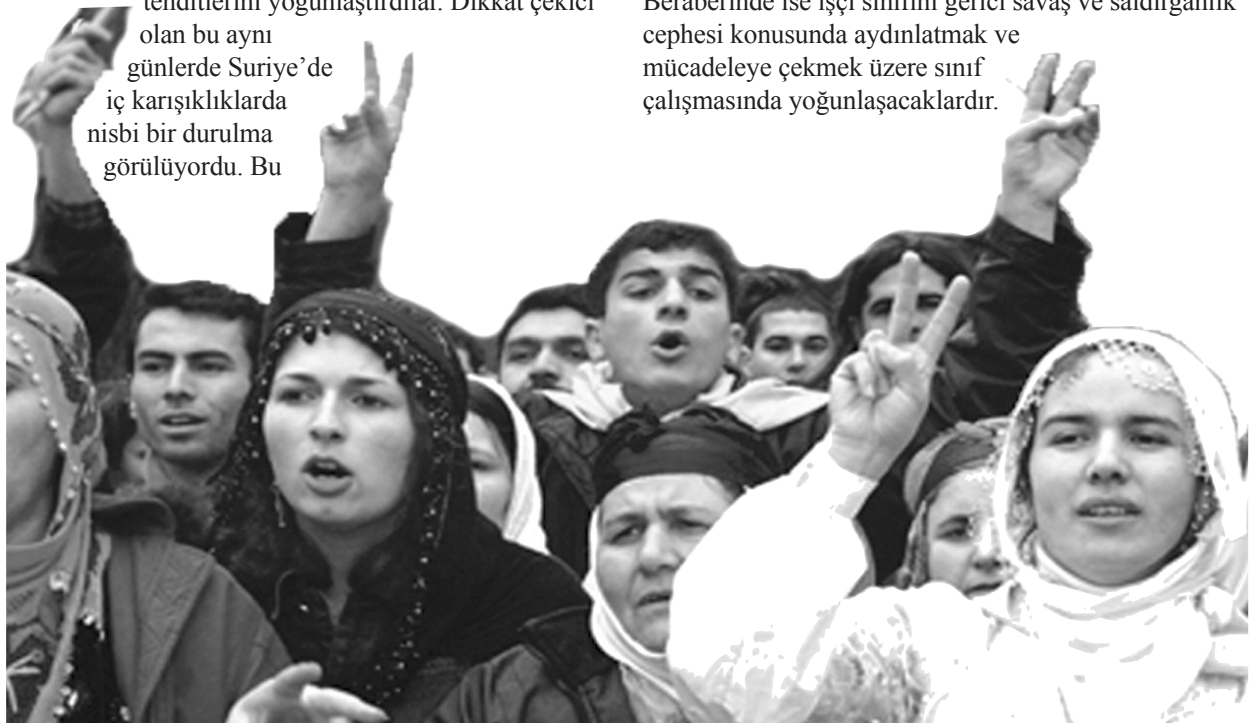 tehditlerini yoğunlaştırdılar. Dikkat çekici
olan bu aynı
günlerde Suriye’de
iç karışıklıklarda
nisbi bir durulma
görülüyordu. Bu
Beraberinde ise işçi sınıfını gerici savaş ve saldırganlık
cephesi konusunda aydınlatmak ve
mücadeleye çekmek üzere sınıf
çalışmasında yoğunlaşacaklardır.